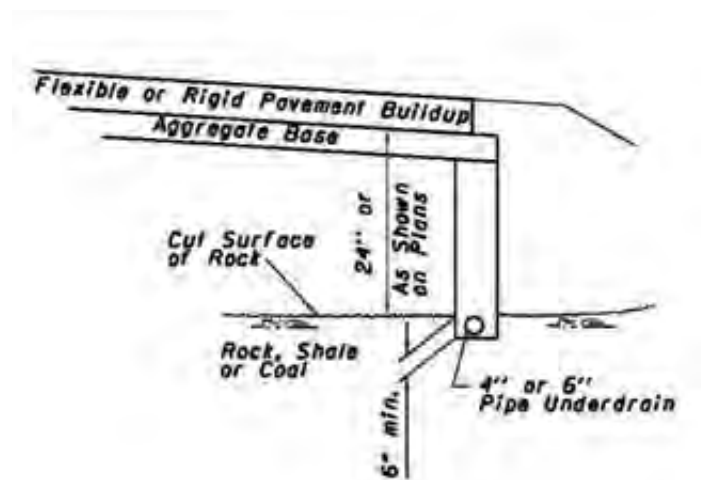 Flexible or Rigid Pavement Buildup
Aggregate Base
24" or
As Shown
on Plans
Cut Surface
of Rock
Rock, Shale
or Coal
6" min.
4" or 6"
Pipe Underdrain